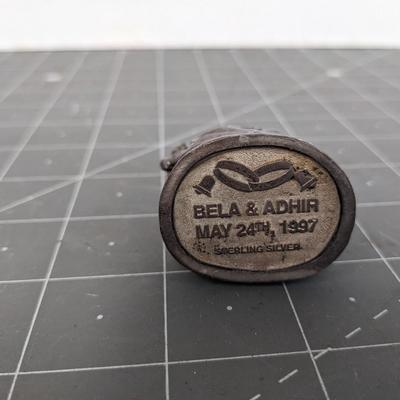 BELA & ADHIR
MAY 24TH, 1997
STERLING SILVER